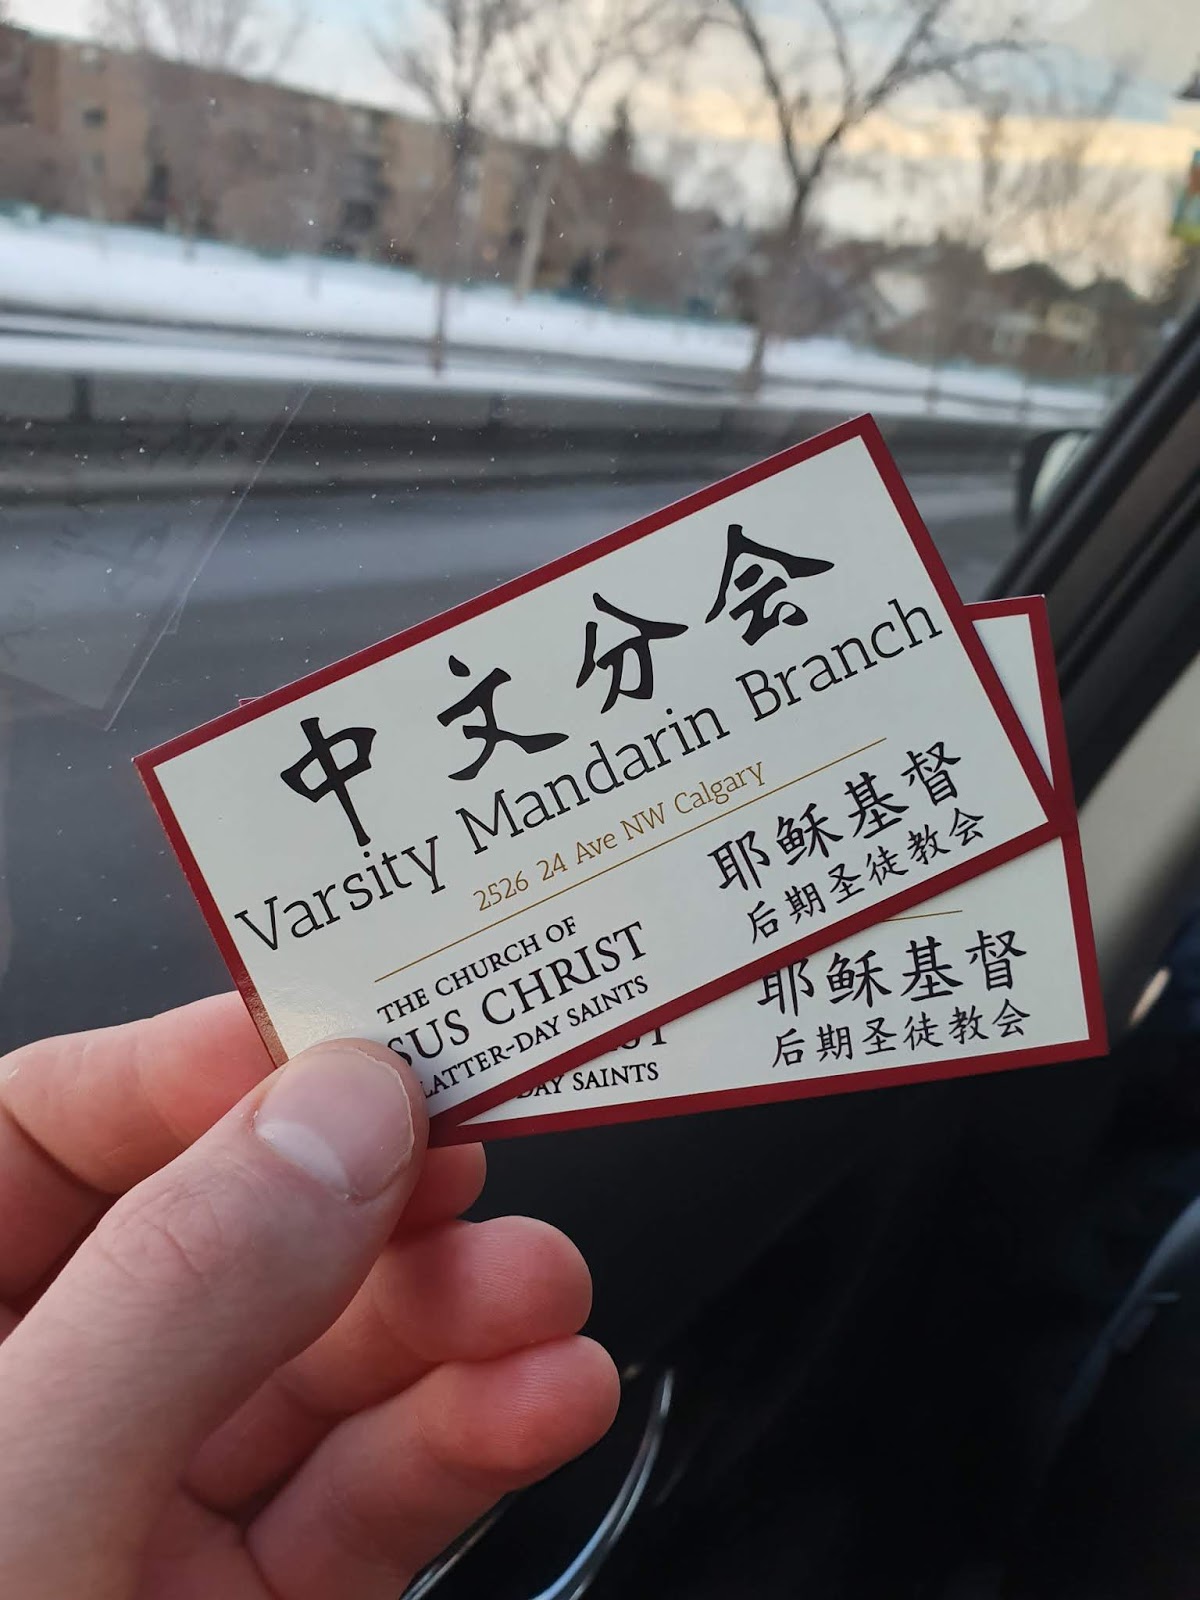 中文分会
Varsity Mandarin Branch
2526 24 Ave NW Calgary
THE CHURCH OF
SUS CHRIST
LATTER-DAY SAINTS
耶稣基督
后期圣徒教会
DAY SAINTS
耶稣基督
后期圣徒教会